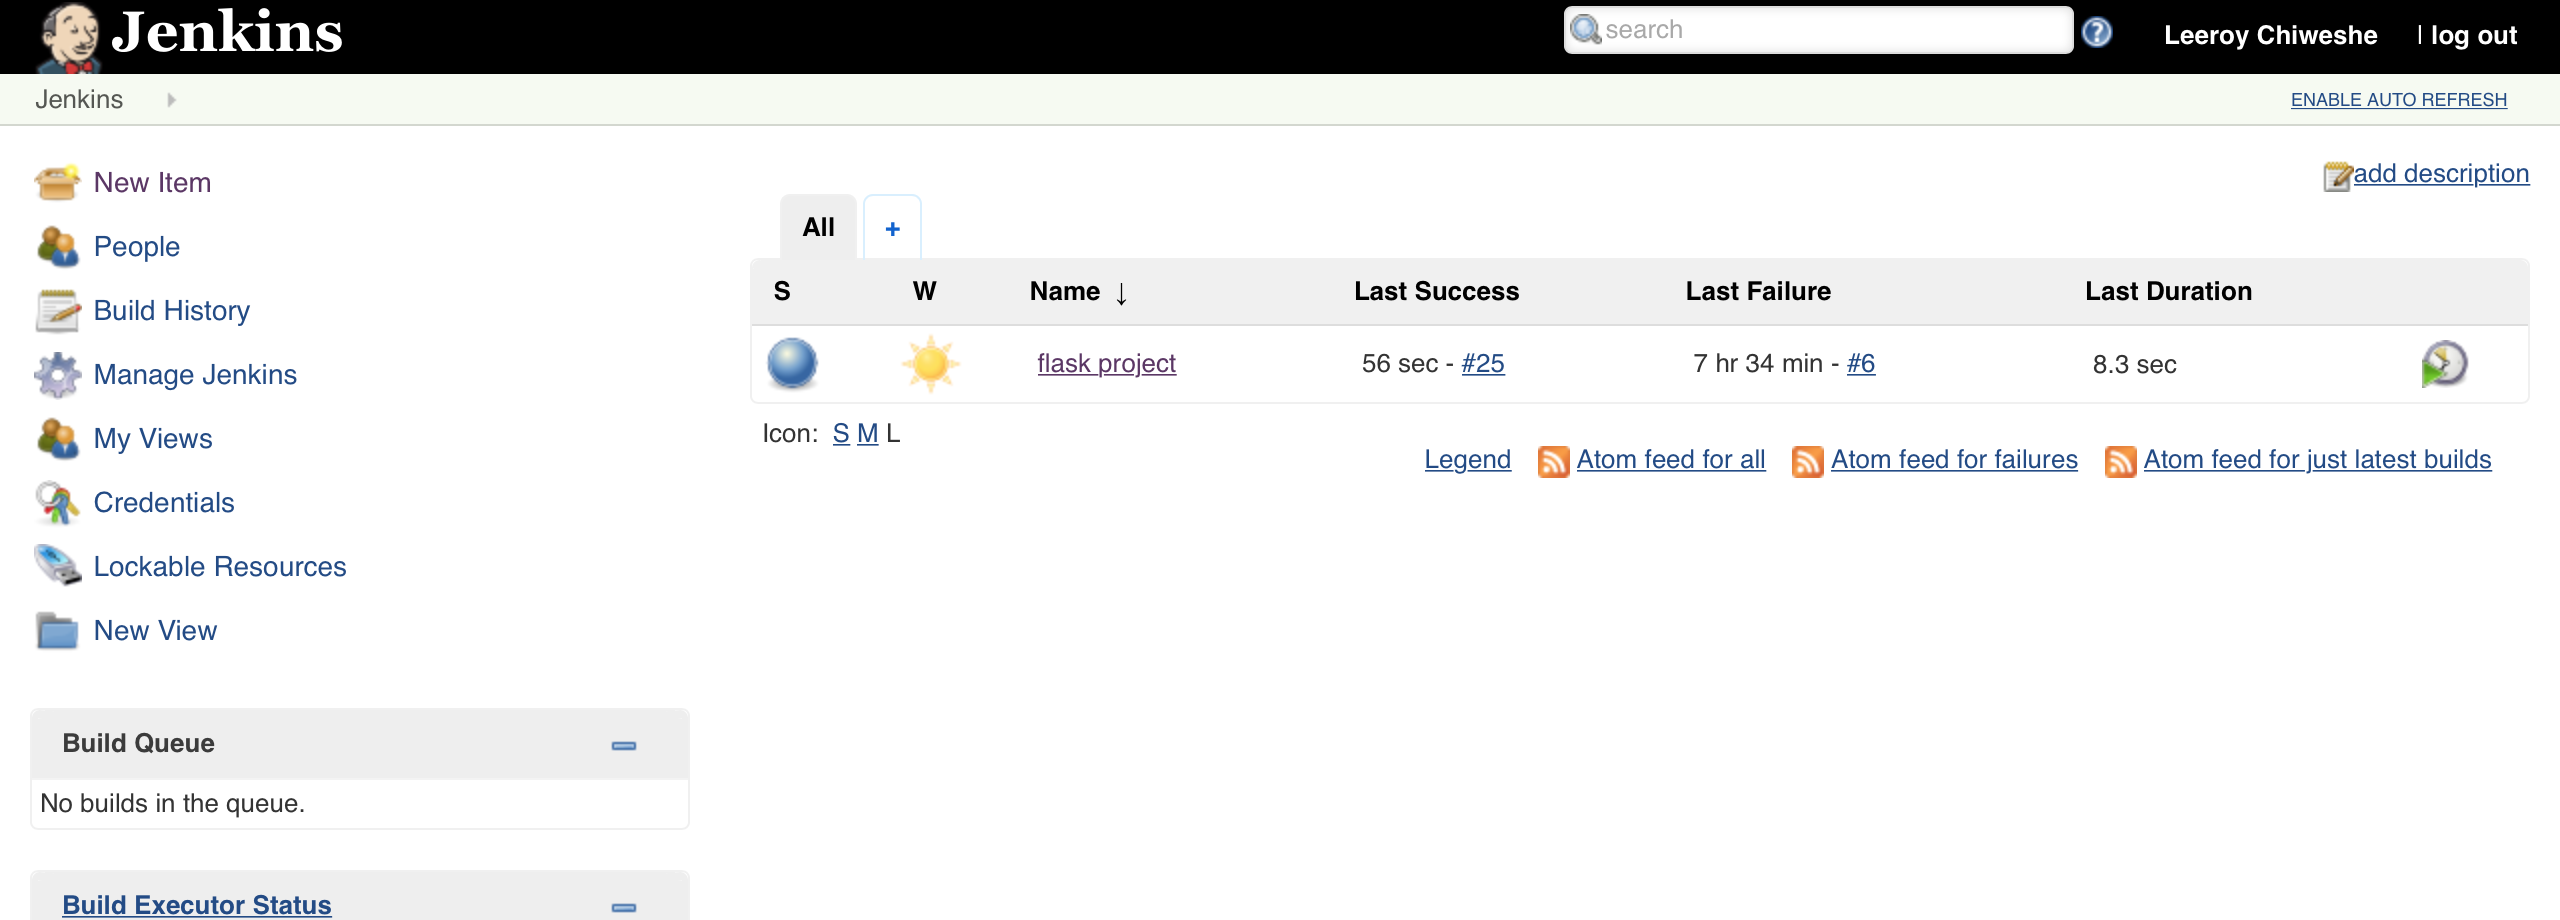 Jenkins
search
Leeroy Chiweshe | log out
Jenkins
ENABLE AUTO REFRESH
New Item
People
Build History
Manage Jenkins
My Views
Credentials
Lockable Resources
New View
Build Queue
No builds in the queue.
Build Executor Status
add description
All +
S W Name ↓ Last Success Last Failure Last Duration
flask project 56 sec - #25 7 hr 34 min - #6 8.3 sec
Icon: S M L
Legend Atom feed for all Atom feed for failures Atom feed for just latest builds